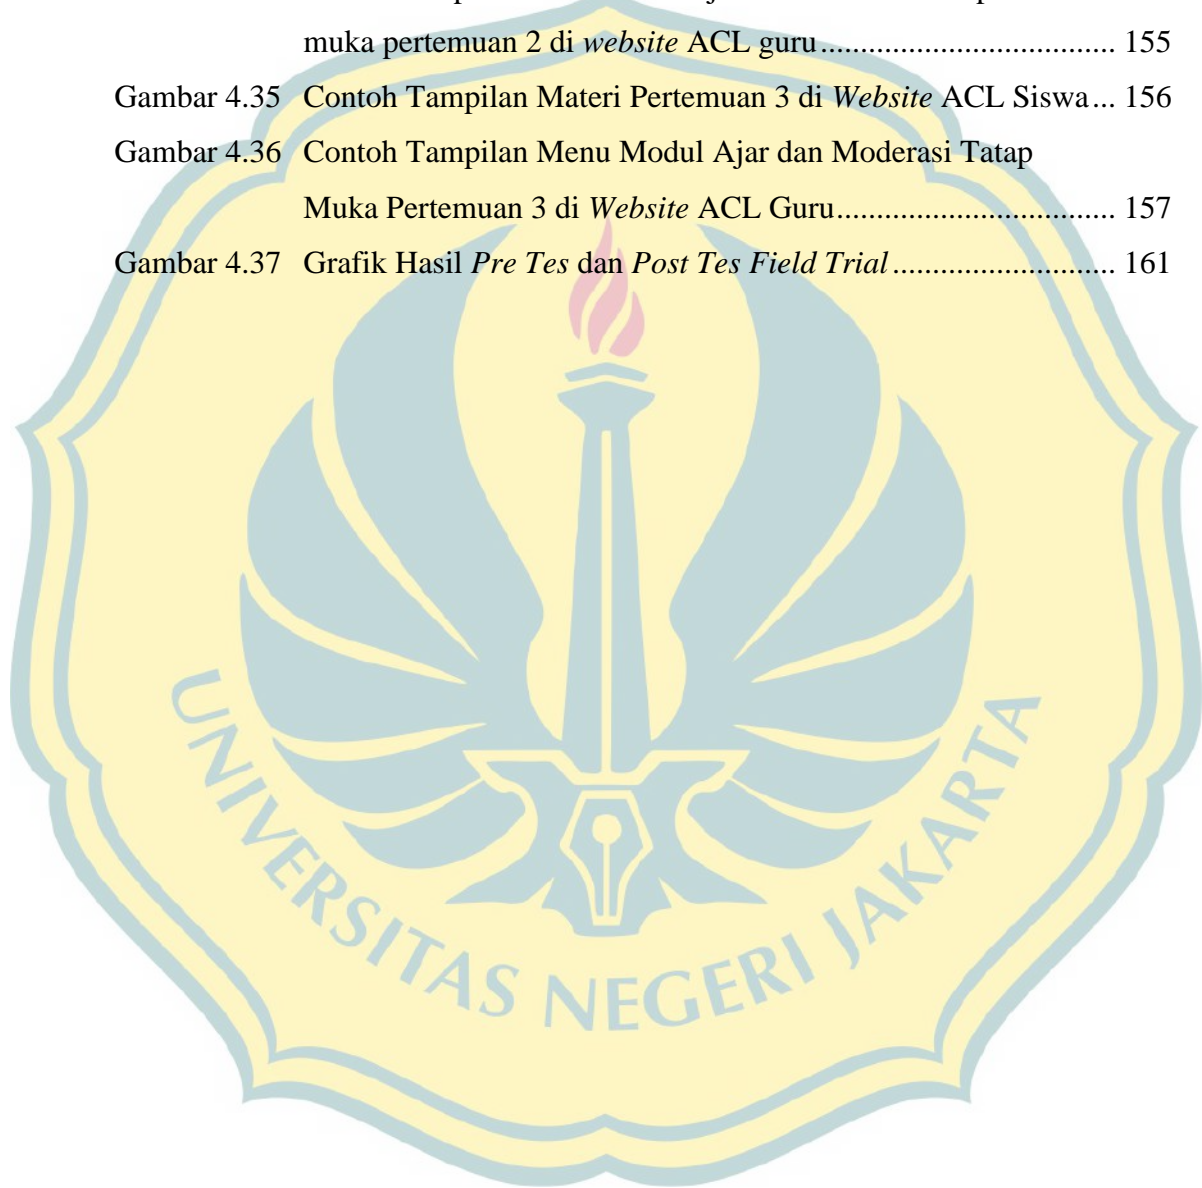 muka pertemuan 2 di website ACL guru.................................... 155
Gambar 4.35 Contoh Tampilan Materi Pertemuan 3 di Website ACL Siswa... 156
Gambar 4.36 Contoh Tampilan Menu Modul Ajar dan Moderasi Tatap
Muka Pertemuan 3 di Website ACL Guru.................................. 157
Gambar 4.37 Grafik Hasil Pre Tes dan Post Tes Field Trial........................... 161
UNIVERSITAS NEGERI JAKARTA